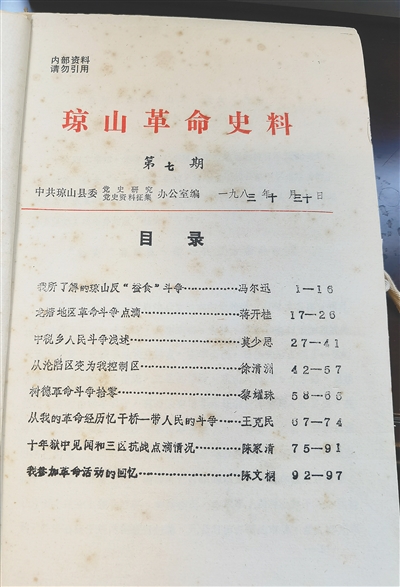 内部资料
请勿引用
琼山革命史料
第七期
中共琼山县委 党史研究 党史资料征集 办公室编 一九八三年十月三十日
目录
我所了解的琼山反“蚕食”斗争…………冯尔迅 1—16
龙塘地区革命斗争点滴…………蒋开桂 17—26
中税乡人民斗争浅述…………莫少思 27—41
从沦陷区变为我控制区…………徐清洲 42—57
树德革命斗争拾零…………黎耀珠 58—66
从我的革命经历忆干桥一带人民的斗争……王克民 67—74
十年狱中见闻和三区抗战点滴情况…………陈家清 75—91
我参加革命活动的回忆…………陈文桐 92—97